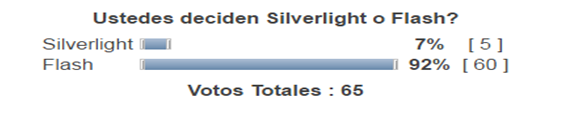 Ustedes deciden Silverlight o Flash?
Silverlight 7% [ 5 ]
Flash 92% [ 60 ]
Votos Totales : 65